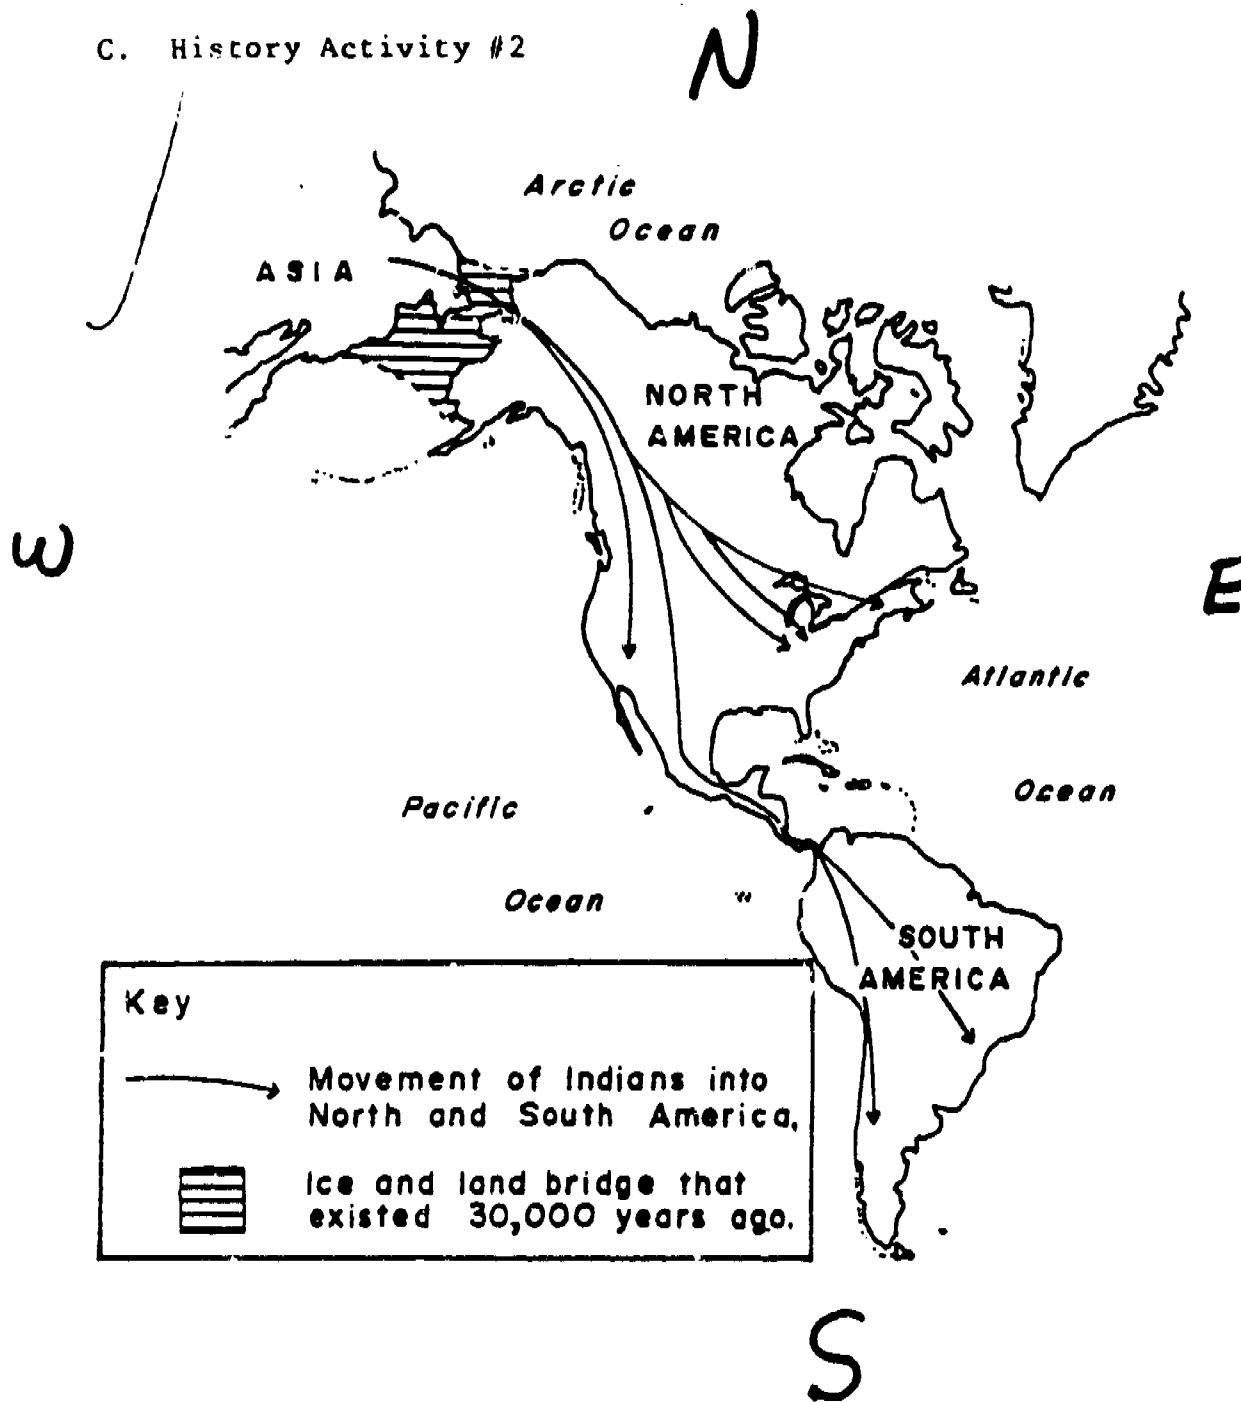 C. History Activity #2
N
Arctic
Ocean
ASIA
NORTH
AMERICA
W
E
Atlantic
Ocean
Pacific
Ocean
SOUTH
AMERICA
Key
Movement of Indians into
North and South America.
Ice and land bridge that
existed 30,000 years ago.
S